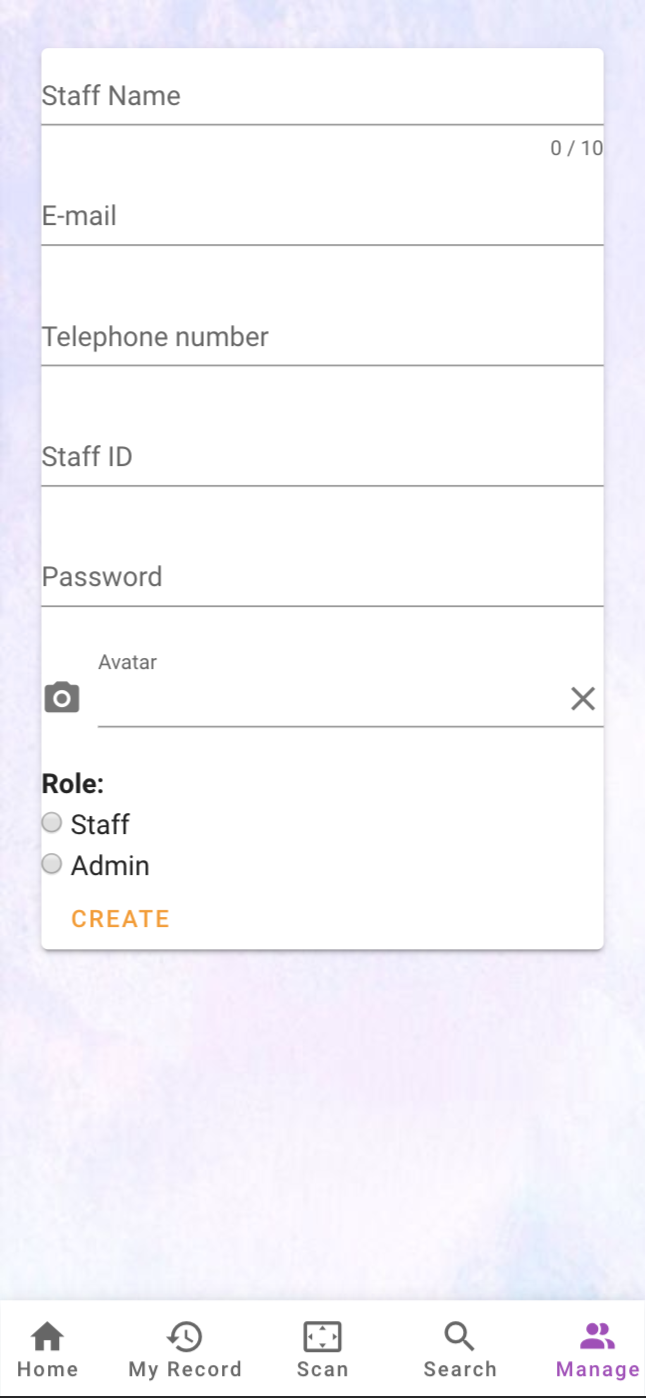 Staff Name
0 / 10
E-mail
Telephone number
Staff ID
Password
Avatar
Role:
Staff
Admin
CREATE
Home My Record Scan Search Manage